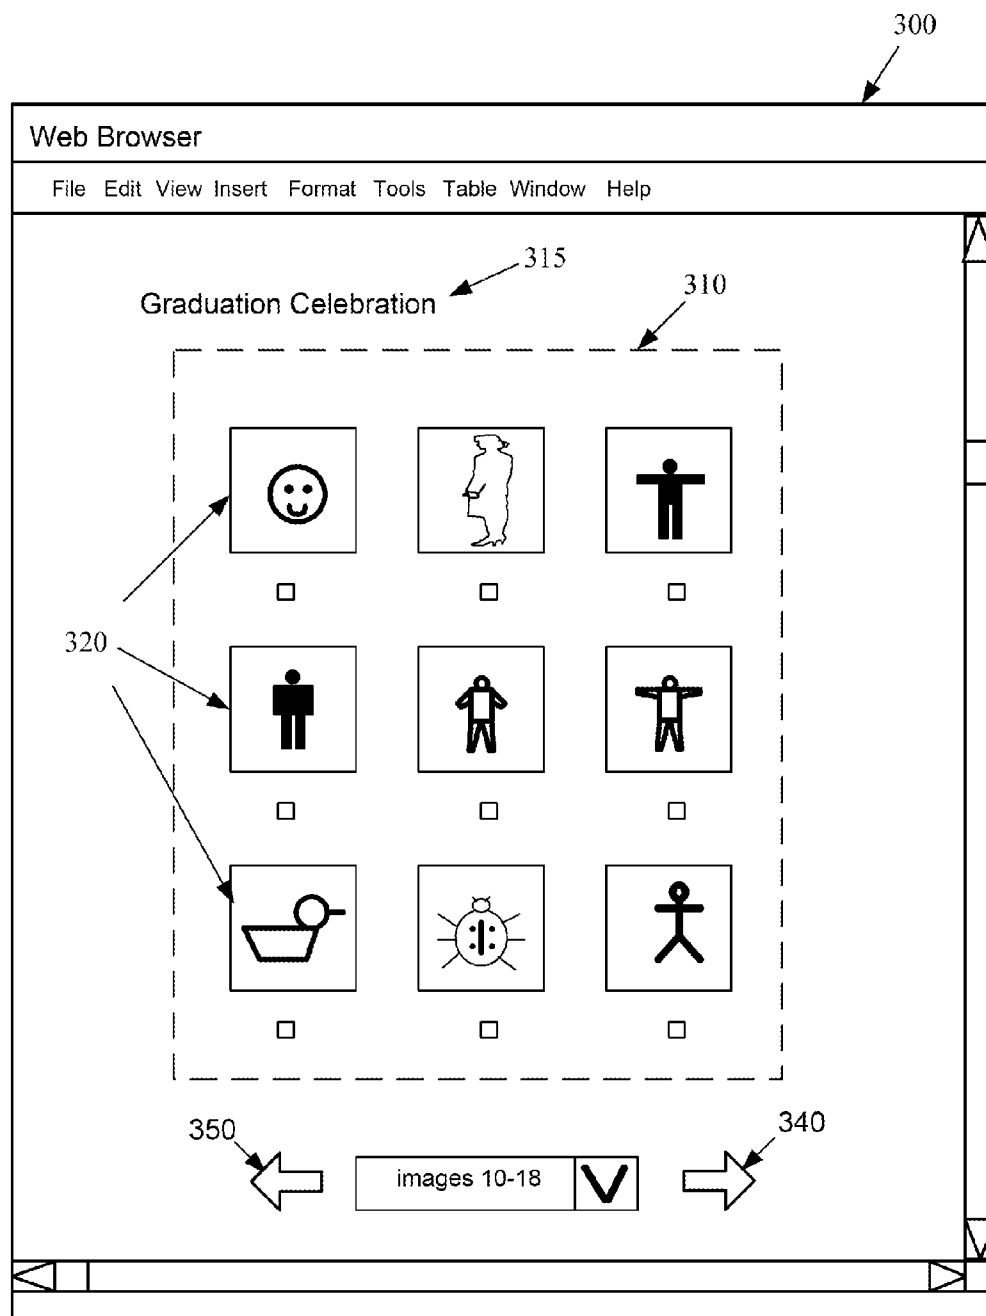 300
Web Browser
File Edit View Insert Format Tools Table Window Help
315
Graduation Celebration
310
320
350
340
images 10-18